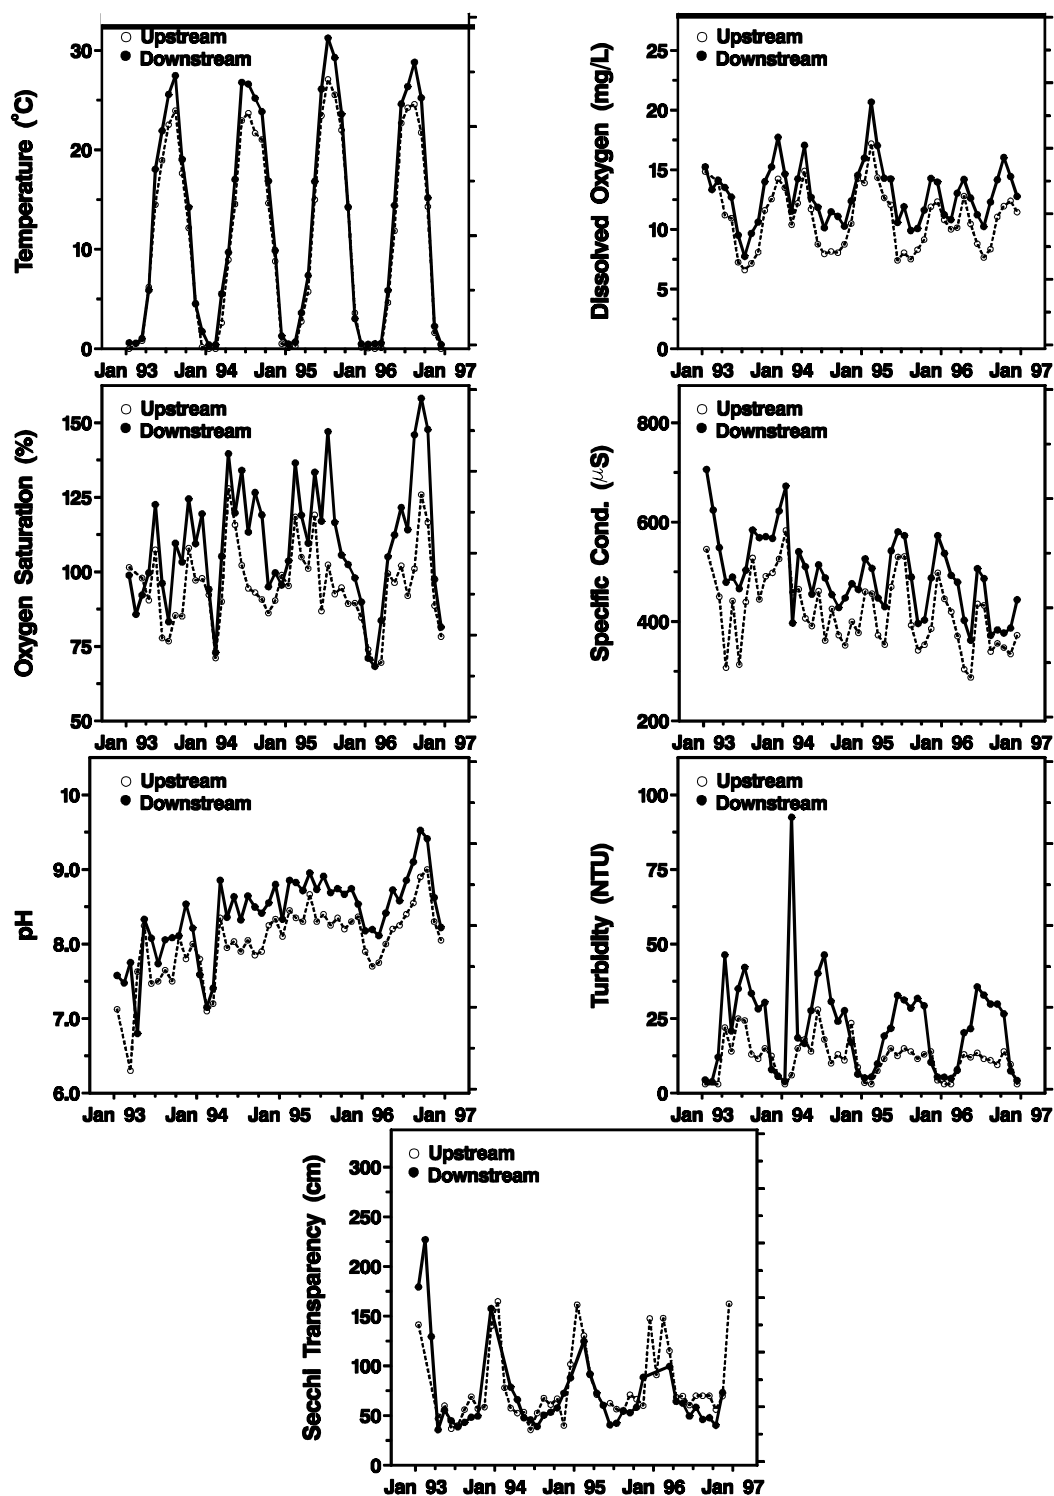 Upstream
Downstream
Temperature (°C)
30
20
10
0
Jan 93 Jan 94 Jan 95 Jan 96 Jan 97
Upstream
Downstream
Dissolved Oxygen (mg/L)
25
20
15
10
5
0
Jan 93 Jan 94 Jan 95 Jan 96 Jan 97
Upstream
Downstream
Oxygen Saturation (%)
150
125
100
75
50
Jan 93 Jan 94 Jan 95 Jan 96 Jan 97
Upstream
Downstream
Specific Cond. (μS)
800
600
400
200
Jan 93 Jan 94 Jan 95 Jan 96 Jan 97
Upstream
Downstream
pH
10
9.0
8.0
7.0
6.0
Jan 93 Jan 94 Jan 95 Jan 96 Jan 97
Upstream
Downstream
Turbidity (NTU)
100
75
50
25
0
Jan 93 Jan 94 Jan 95 Jan 96 Jan 97
Upstream
Downstream
Secchi Transparency (cm)
300
250
200
150
100
50
0
Jan 93 Jan 94 Jan 95 Jan 96 Jan 97